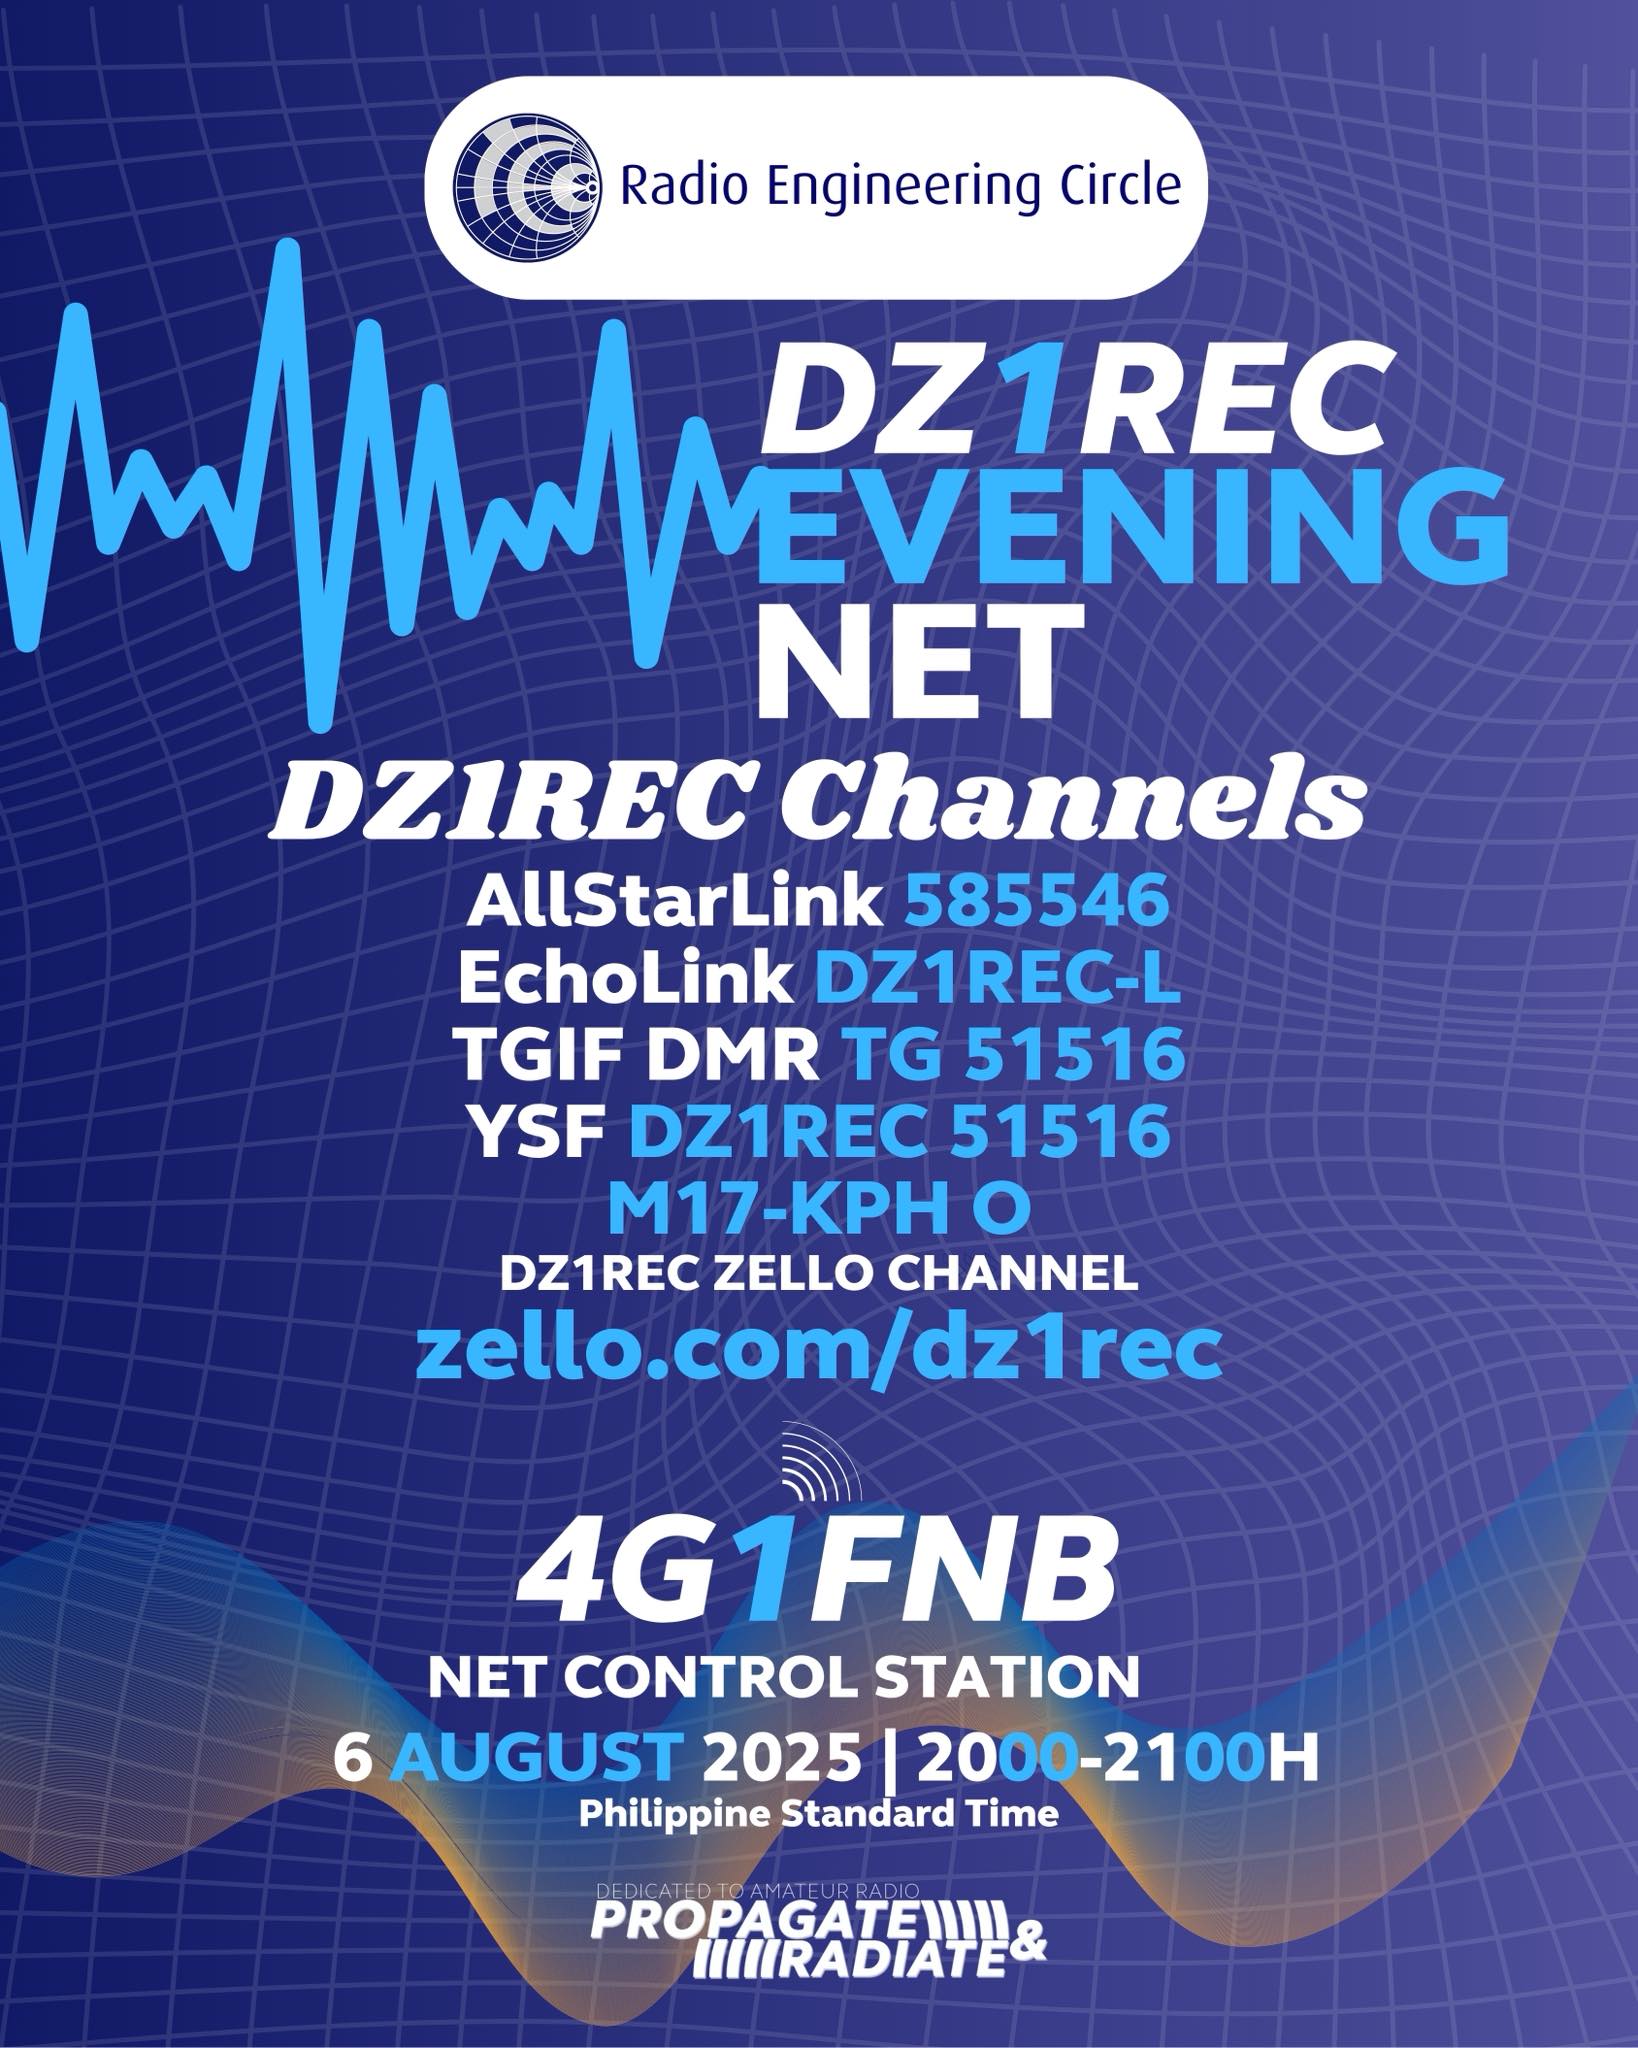 Radio Engineering Circle
DZ1REC
EVENING
NET
DZ1REC Channels
AllStarLink 585546
EchoLink DZ1REC-L
TGIF DMR TG 51516
YSF DZ1REC 51516
M17-KPH O
DZ1REC ZELLO CHANNEL
zello.com/dz1rec
4G1FNB
NET CONTROL STATION
6 AUGUST 2025 | 2000-2100H
Philippine Standard Time
DEDICATED TO AMATEUR RADIO
PROPAGATE
& RADIATE